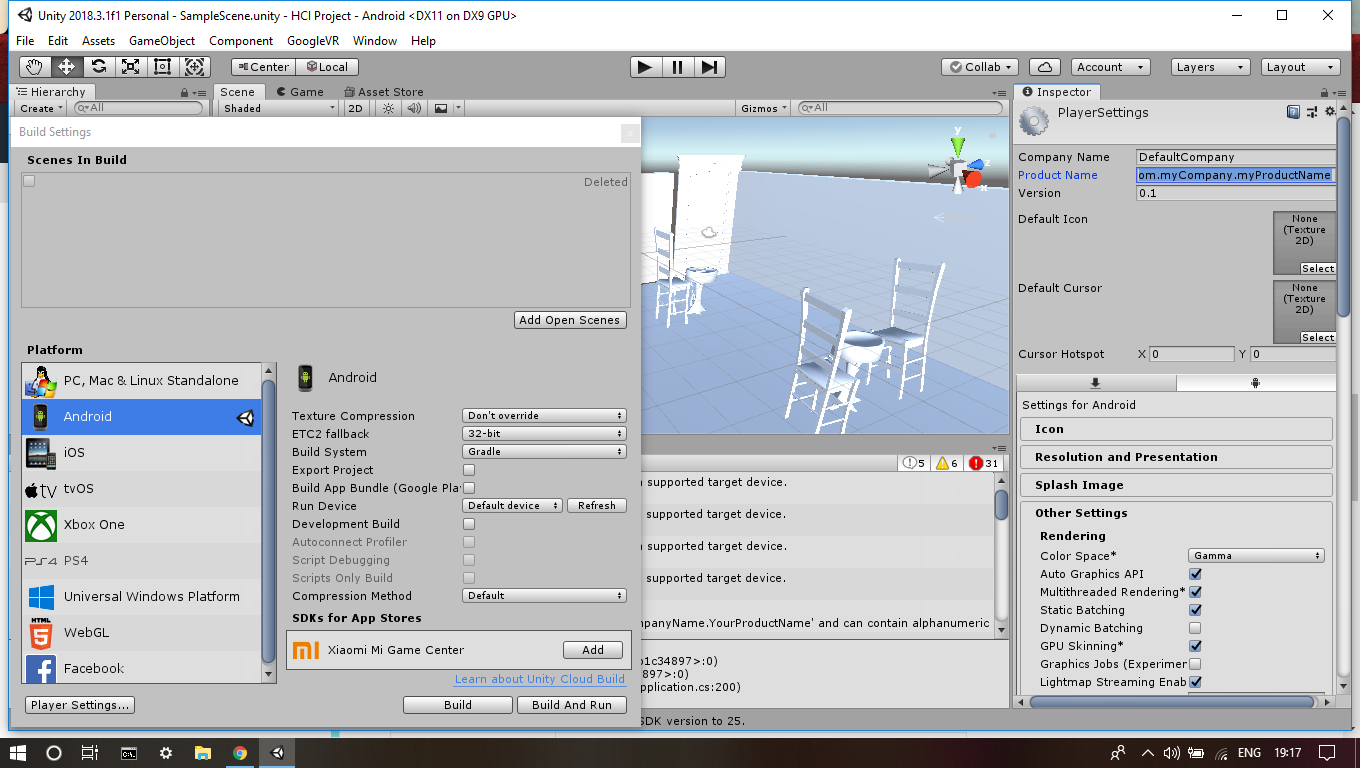 Unity 2018.3.1f1 Personal - SampleScene.unity - HCI Project - Android <DX11 on DX9 GPU>
File Edit Assets GameObject Component GoogleVR Window Help
Center Local Collab Account Layers Layout
Hierarchy Scene Game Asset Store Inspector
Create All Shaded 2D Gizmos All
Build Settings
Scenes In Build
Deleted
Add Open Scenes
Platform
PC, Mac & Linux Standalone
Android
iOS
tvOS
Xbox One
PS4
Universal Windows Platform
WebGL
Facebook
Player Settings...
Android
Texture Compression Don't override
ETC2 fallback 32-bit
Build System Gradle
Export Project
Build App Bundle (Google Pla
Run Device Default device Refresh
Development Build
Autoconnect Profiler
Script Debugging
Scripts Only Build
Compression Method Default
SDKs for App Stores
Xiaomi Mi Game Center Add
Learn about Unity Cloud Build
Build Build And Run
y
z
x
5 6 31
supported target device.
supported target device.
supported target device.
supported target device.
npanyName.YourProductName' and can contain alphanumeric
1c34897>:0)
897>:0)
plication.cs:200)
SDK version to 25.
PlayerSettings
Company Name DefaultCompany
Product Name om.myCompany.myProductName
Version 0.1
Default Icon
None
(Texture
2D)
Select
Default Cursor
None
(Texture
2D)
Select
Cursor Hotspot X 0 Y 0
Settings for Android
Icon
Resolution and Presentation
Splash Image
Other Settings
Rendering
Color Space* Gamma
Auto Graphics API
Multithreaded Rendering*
Static Batching
Dynamic Batching
GPU Skinning*
Graphics Jobs (Experimer
Lightmap Streaming Enab
ENG 19:17